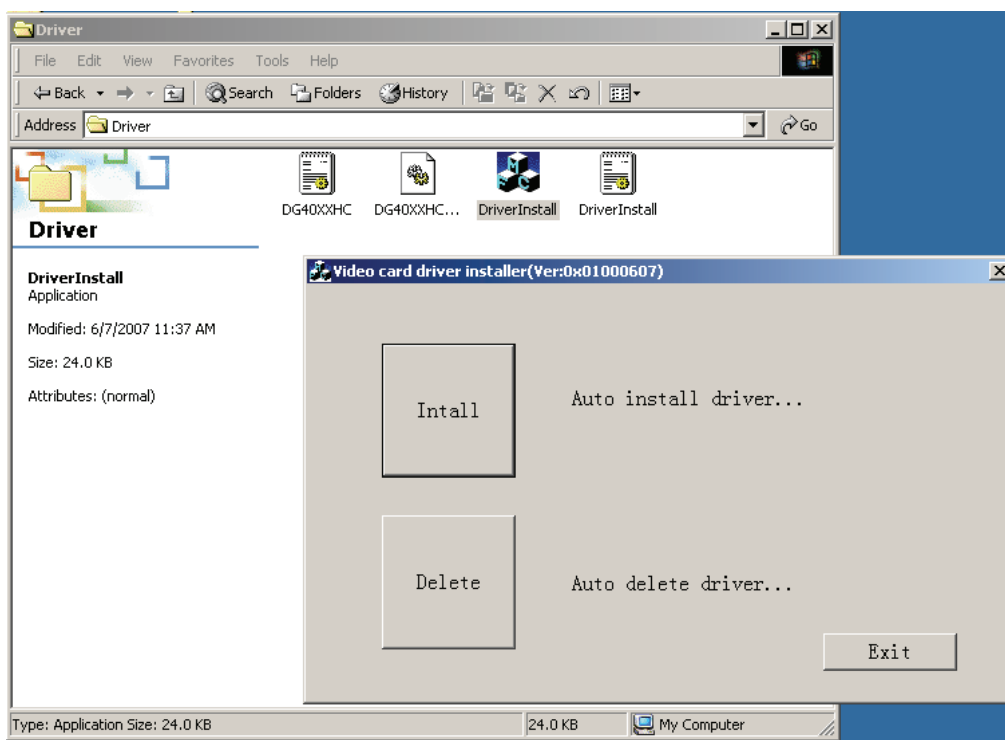 Driver
File Edit View Favorites Tools Help
Back Search Folders History
Address Driver Go
DG40XXHC DG40XXHC... DriverInstall DriverInstall
Driver
DriverInstall
Application
Modified: 6/7/2007 11:37 AM
Size: 24.0 KB
Attributes: (normal)
Video card driver installer(Ver:0x01000607)
Intall Auto install driver...
Delete Auto delete driver...
Exit
Type: Application Size: 24.0 KB 24.0 KB My Computer